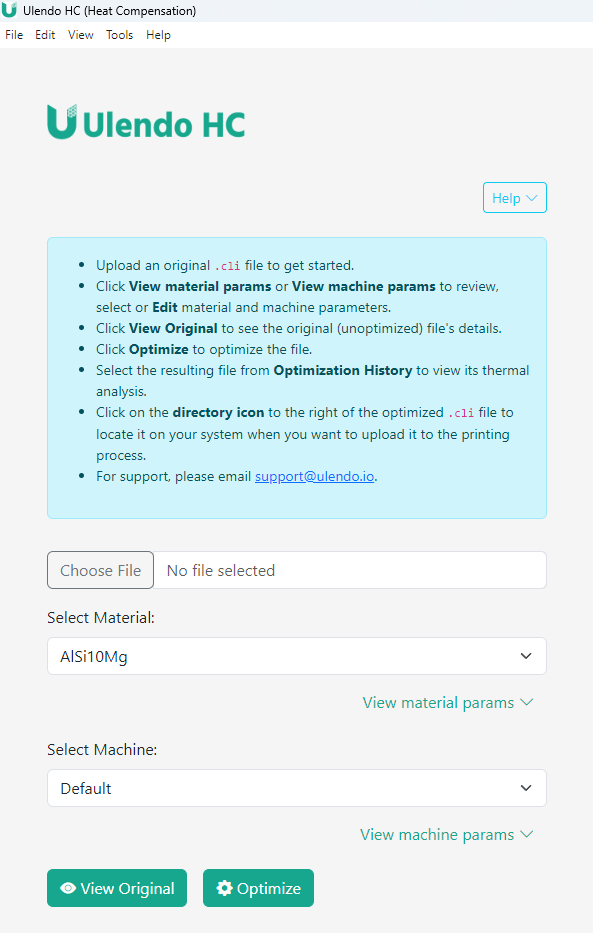 Ulendo HC (Heat Compensation)
File Edit View Tools Help
Ulendo HC
Help
• Upload an original .cli file to get started.
• Click View material params or View machine params to review,
select or Edit material and machine parameters.
• Click View Original to see the original (unoptimized) file's details.
• Click Optimize to optimize the file.
• Select the resulting file from Optimization History to view its thermal
analysis.
• Click on the directory icon to the right of the optimized .cli file to
locate it on your system when you want to upload it to the printing
process.
• For support, please email support@ulendo.io.
Choose File No file selected
Select Material:
AlSi10Mg
View material params
Select Machine:
Default
View machine params
View Original Optimize